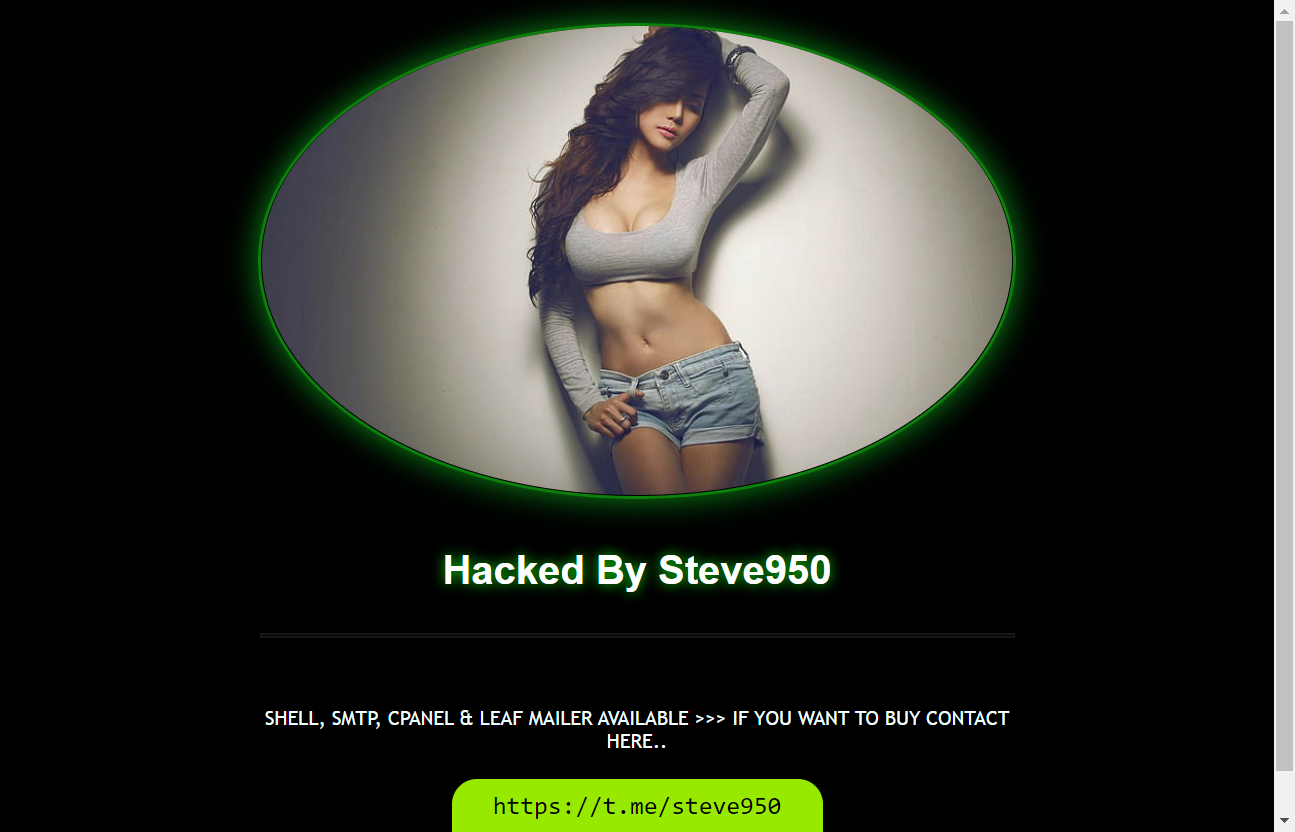 Hacked By Steve950
SHELL, SMTP, CPANEL & LEAF MAILER AVAILABLE >>> IF YOU WANT TO BUY CONTACT
HERE..
https://t.me/steve950